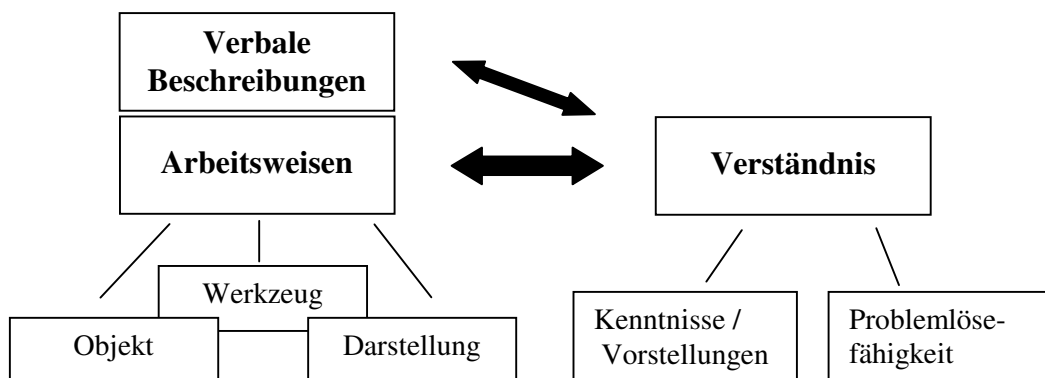 Verbale
Beschreibungen
Arbeitsweisen
Verständnis
Werkzeug
Objekt
Darstellung
Kenntnisse /
Vorstellungen
Problemlöse-
fähigkeit